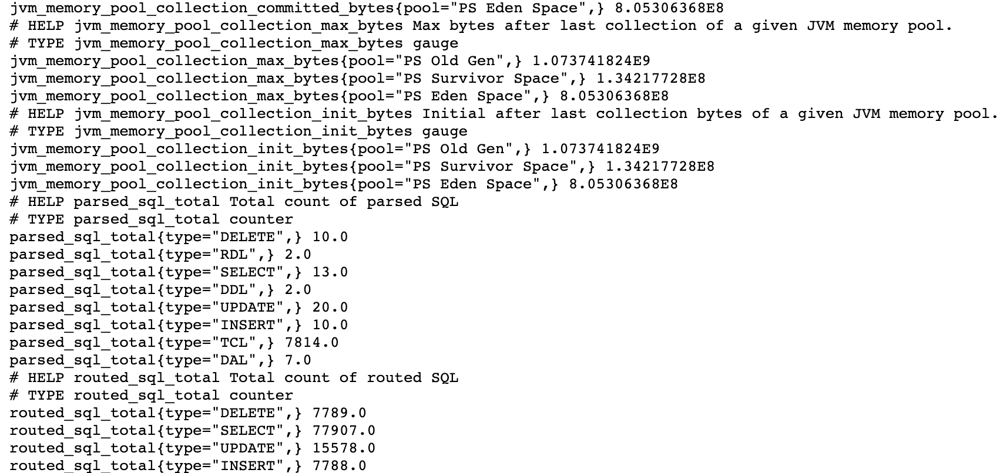 jvm_memory_pool_collection_committed_bytes{pool="PS Eden Space",} 8.05306368E8
# HELP jvm_memory_pool_collection_max_bytes Max bytes after last collection of a given JVM memory pool.
# TYPE jvm_memory_pool_collection_max_bytes gauge
jvm_memory_pool_collection_max_bytes{pool="PS Old Gen",} 1.073741824E9
jvm_memory_pool_collection_max_bytes{pool="PS Survivor Space",} 1.34217728E8
jvm_memory_pool_collection_max_bytes{pool="PS Eden Space",} 8.05306368E8
# HELP jvm_memory_pool_collection_init_bytes Initial after last collection bytes of a given JVM memory pool.
# TYPE jvm_memory_pool_collection_init_bytes gauge
jvm_memory_pool_collection_init_bytes{pool="PS Old Gen",} 1.073741824E9
jvm_memory_pool_collection_init_bytes{pool="PS Survivor Space",} 1.34217728E8
jvm_memory_pool_collection_init_bytes{pool="PS Eden Space",} 8.05306368E8
# HELP parsed_sql_total Total count of parsed SQL
# TYPE parsed_sql_total counter
parsed_sql_total{type="DELETE",} 10.0
parsed_sql_total{type="RDL",} 2.0
parsed_sql_total{type="SELECT",} 13.0
parsed_sql_total{type="DDL",} 2.0
parsed_sql_total{type="UPDATE",} 20.0
parsed_sql_total{type="INSERT",} 10.0
parsed_sql_total{type="TCL",} 7814.0
parsed_sql_total{type="DAL",} 7.0
# HELP routed_sql_total Total count of routed SQL
# TYPE routed_sql_total counter
routed_sql_total{type="DELETE",} 7789.0
routed_sql_total{type="SELECT",} 77907.0
routed_sql_total{type="UPDATE",} 15578.0
routed_sql_total{type="INSERT",} 7788.0